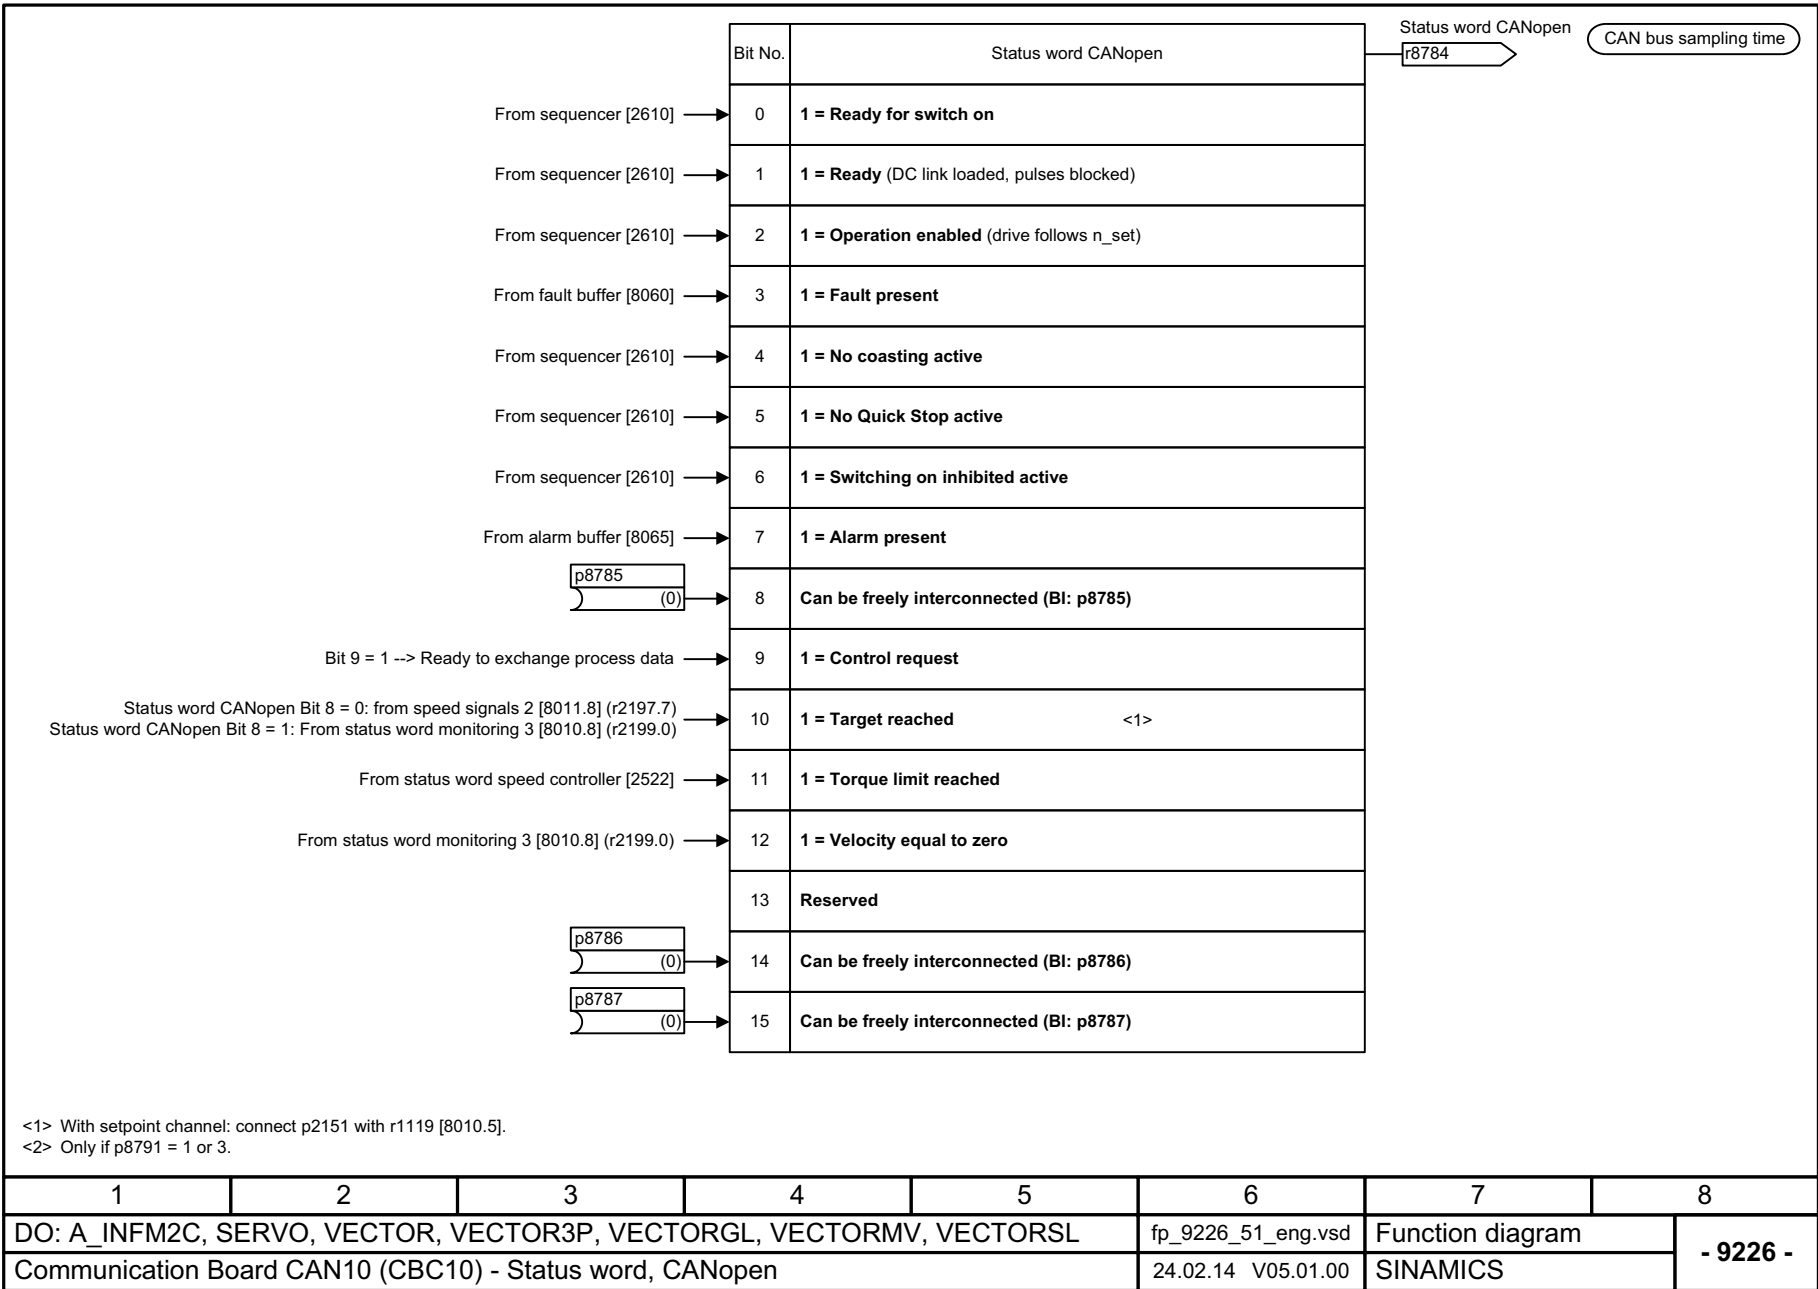 Status word CANopen
Bit No. Status word CANopen r8784 CAN bus sampling time
From sequencer [2610] 0 1 = Ready for switch on
From sequencer [2610] 1 1 = Ready (DC link loaded, pulses blocked)
From sequencer [2610] 2 1 = Operation enabled (drive follows n_set)
From fault buffer [8060] 3 1 = Fault present
From sequencer [2610] 4 1 = No coasting active
From sequencer [2610] 5 1 = No Quick Stop active
From sequencer [2610] 6 1 = Switching on inhibited active
From alarm buffer [8065] 7 1 = Alarm present
p8785
(0) 8 Can be freely interconnected (BI: p8785)
Bit 9 = 1 --> Ready to exchange process data 9 1 = Control request
Status word CANopen Bit 8 = 0: from speed signals 2 [8011.8] (r2197.7)
Status word CANopen Bit 8 = 1: From status word monitoring 3 [8010.8] (r2199.0)
10 1 = Target reached <1>
From status word speed controller [2522] 11 1 = Torque limit reached
From status word monitoring 3 [8010.8] (r2199.0) 12 1 = Velocity equal to zero
13 Reserved
p8786
(0) 14 Can be freely interconnected (BI: p8786)
p8787
(0) 15 Can be freely interconnected (BI: p8787)
<1> With setpoint channel: connect p2151 with r1119 [8010.5].
<2> Only if p8791 = 1 or 3.
1 2 3 4 5 6 7 8
DO: A_INFM2C, SERVO, VECTOR, VECTOR3P, VECTORGL, VECTORMV, VECTORSL fp_9226_51_eng.vsd Function diagram
- 9226 -
Communication Board CAN10 (CBC10) - Status word, CANopen 24.02.14 V05.01.00 SINAMICS